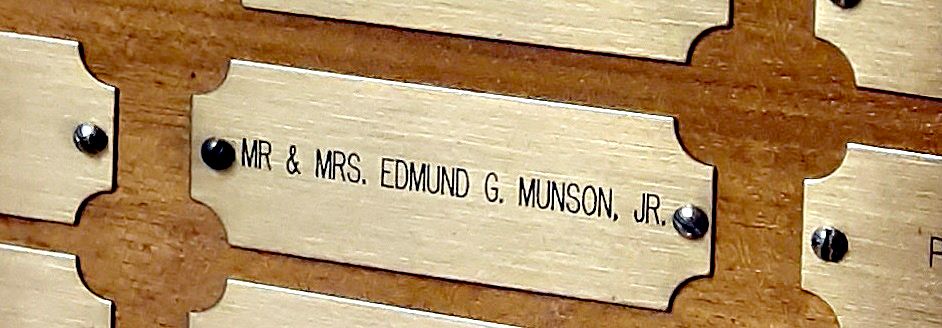 MR & MRS. EDMUND G. MUNSON, JR.